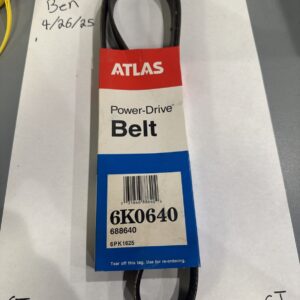 Ben
4/26/25
ATLAS
Power-Drive®
Belt
6K0640
688640
6PK1625
Tear off this tag. Use for re-ordering.